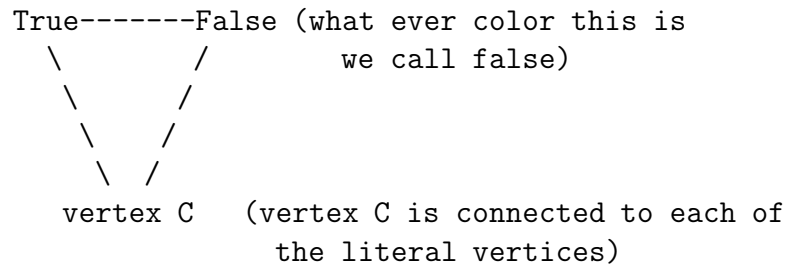 True-------False (what ever color this is
\ / we call false)
\ /
\ /
\ /
vertex C (vertex C is connected to each of
the literal vertices)